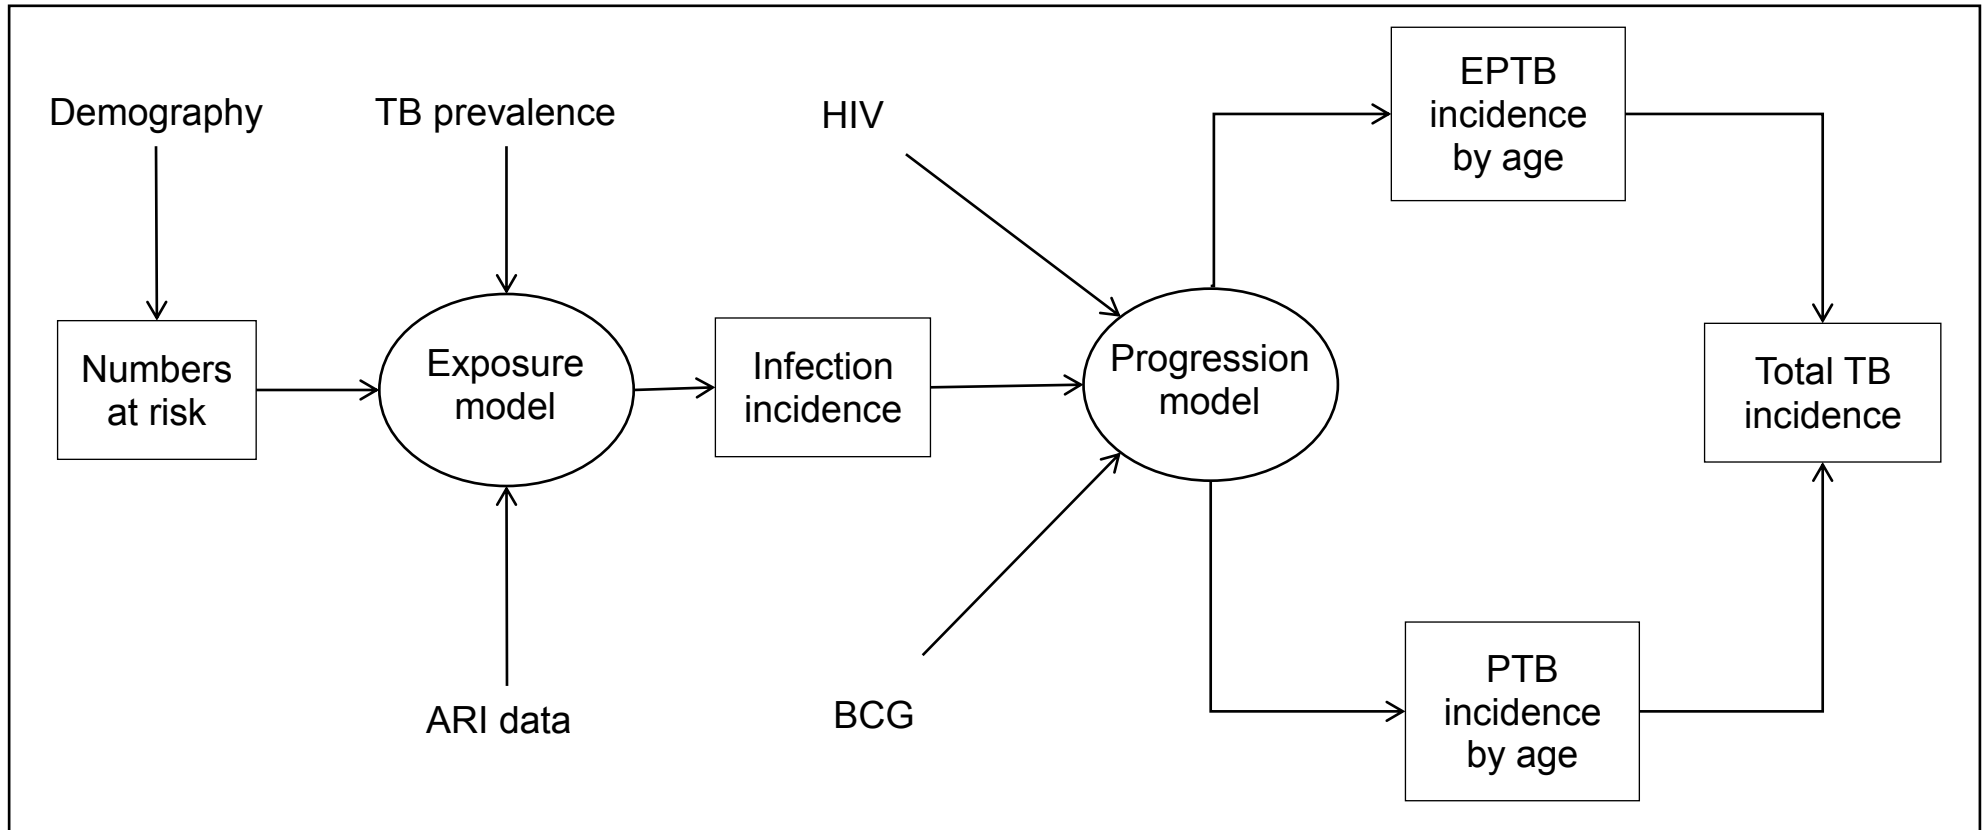 Demography
TB prevalence
HIV
EPTB
incidence
by age
Numbers
at risk
Exposure
model
Infection
incidence
Progression
model
Total TB
incidence
ARI data
BCG
PTB
incidence
by age